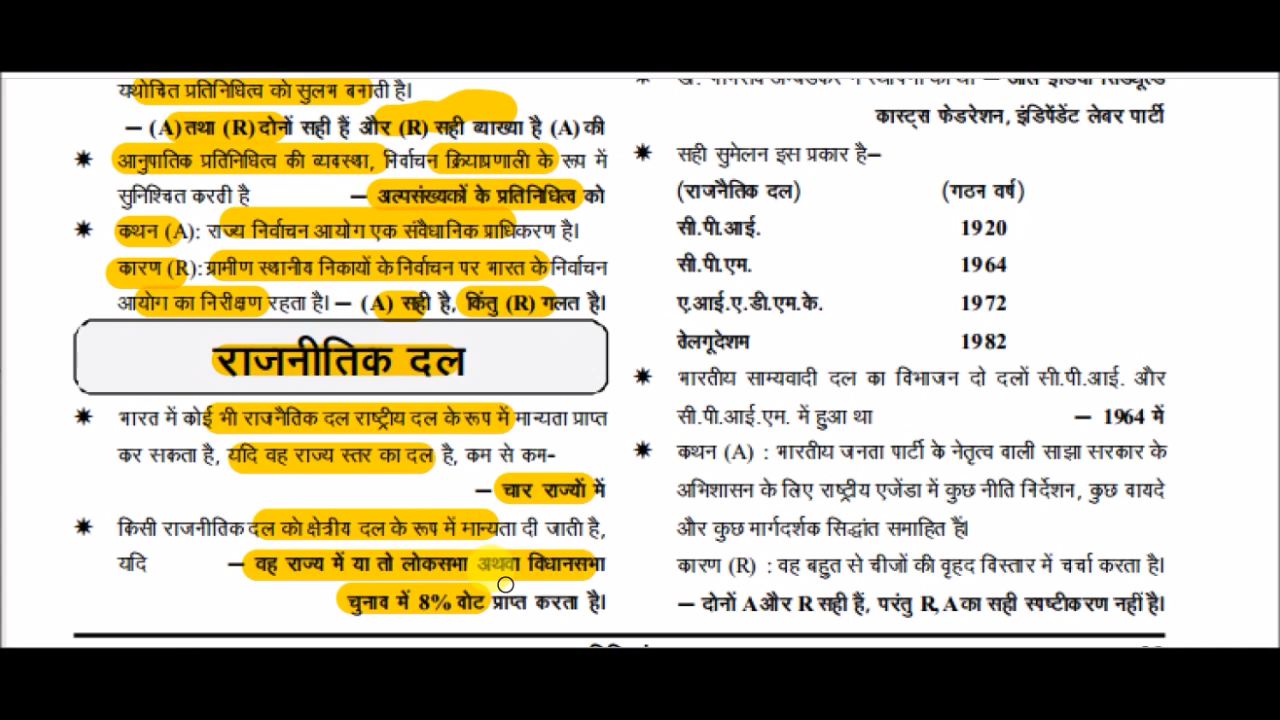 यथोचित प्रतिनिधित्व को सुलभ बनाती है।
– (A) तथा (R) दोनों सही हैं और (R) सही व्याख्या है (A) की
✷ आनुपातिक प्रतिनिधित्व की व्यवस्था, निर्वाचन क्रियाप्रणाली के रूप में
सुनिश्चित करती है – अल्पसंख्यकों के प्रतिनिधित्व को
✷ कथन (A): राज्य निर्वाचन आयोग एक संवैधानिक प्राधिकरण है।
कारण (R): ग्रामीण स्थानीय निकायों के निर्वाचन पर भारत के निर्वाचन
आयोग का निरीक्षण रहता है। – (A) सही है, किंतु (R) गलत है।
राजनीतिक दल
✷ भारत में कोई भी राजनैतिक दल राष्ट्रीय दल के रूप में मान्यता प्राप्त
कर सकता है, यदि वह राज्य स्तर का दल है, कम से कम-
– चार राज्यों में
✷ किसी राजनीतिक दल को क्षेत्रीय दल के रूप में मान्यता दी जाती है,
यदि – वह राज्य में या तो लोकसभा अथवा विधानसभा
चुनाव में 8% वोट प्राप्त करता है।
कास्ट्स फेडरेशन, इंडिपेंडेंट लेबर पार्टी
✷ सही सुमेलन इस प्रकार है–
(राजनैतिक दल) (गठन वर्ष)
सी.पी.आई. 1920
सी.पी.एम. 1964
ए.आई.ए.डी.एम.के. 1972
तेलगूदेशम 1982
✷ भारतीय साम्यवादी दल का विभाजन दो दलों सी.पी.आई. और
सी.पी.आई.एम. में हुआ था – 1964 में
✷ कथन (A) : भारतीय जनता पार्टी के नेतृत्व वाली साझा सरकार के
अभिशासन के लिए राष्ट्रीय एजेंडा में कुछ नीति निर्देशन, कुछ वायदे
और कुछ मार्गदर्शक सिद्धांत समाहित हैं।
कारण (R) : वह बहुत से चीजों की वृहद विस्तार में चर्चा करता है।
– दोनों A और R सही हैं, परंतु R, A का सही स्पष्टीकरण नहीं है।